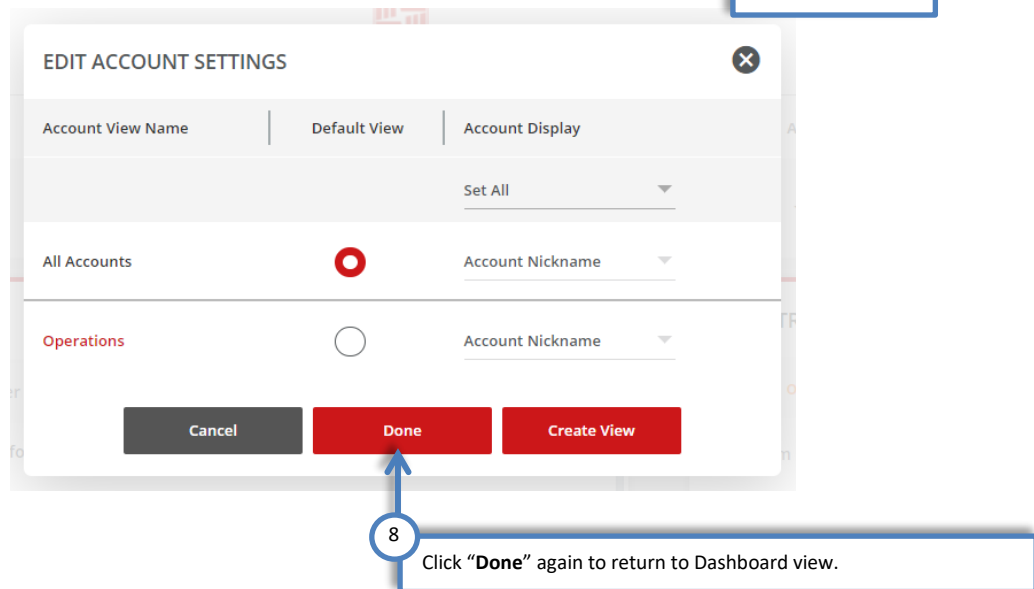 EDIT ACCOUNT SETTINGS
Account View Name Default View Account Display
Set All
All Accounts Account Nickname
Operations Account Nickname
Cancel Done Create View
8
Click “Done” again to return to Dashboard view.